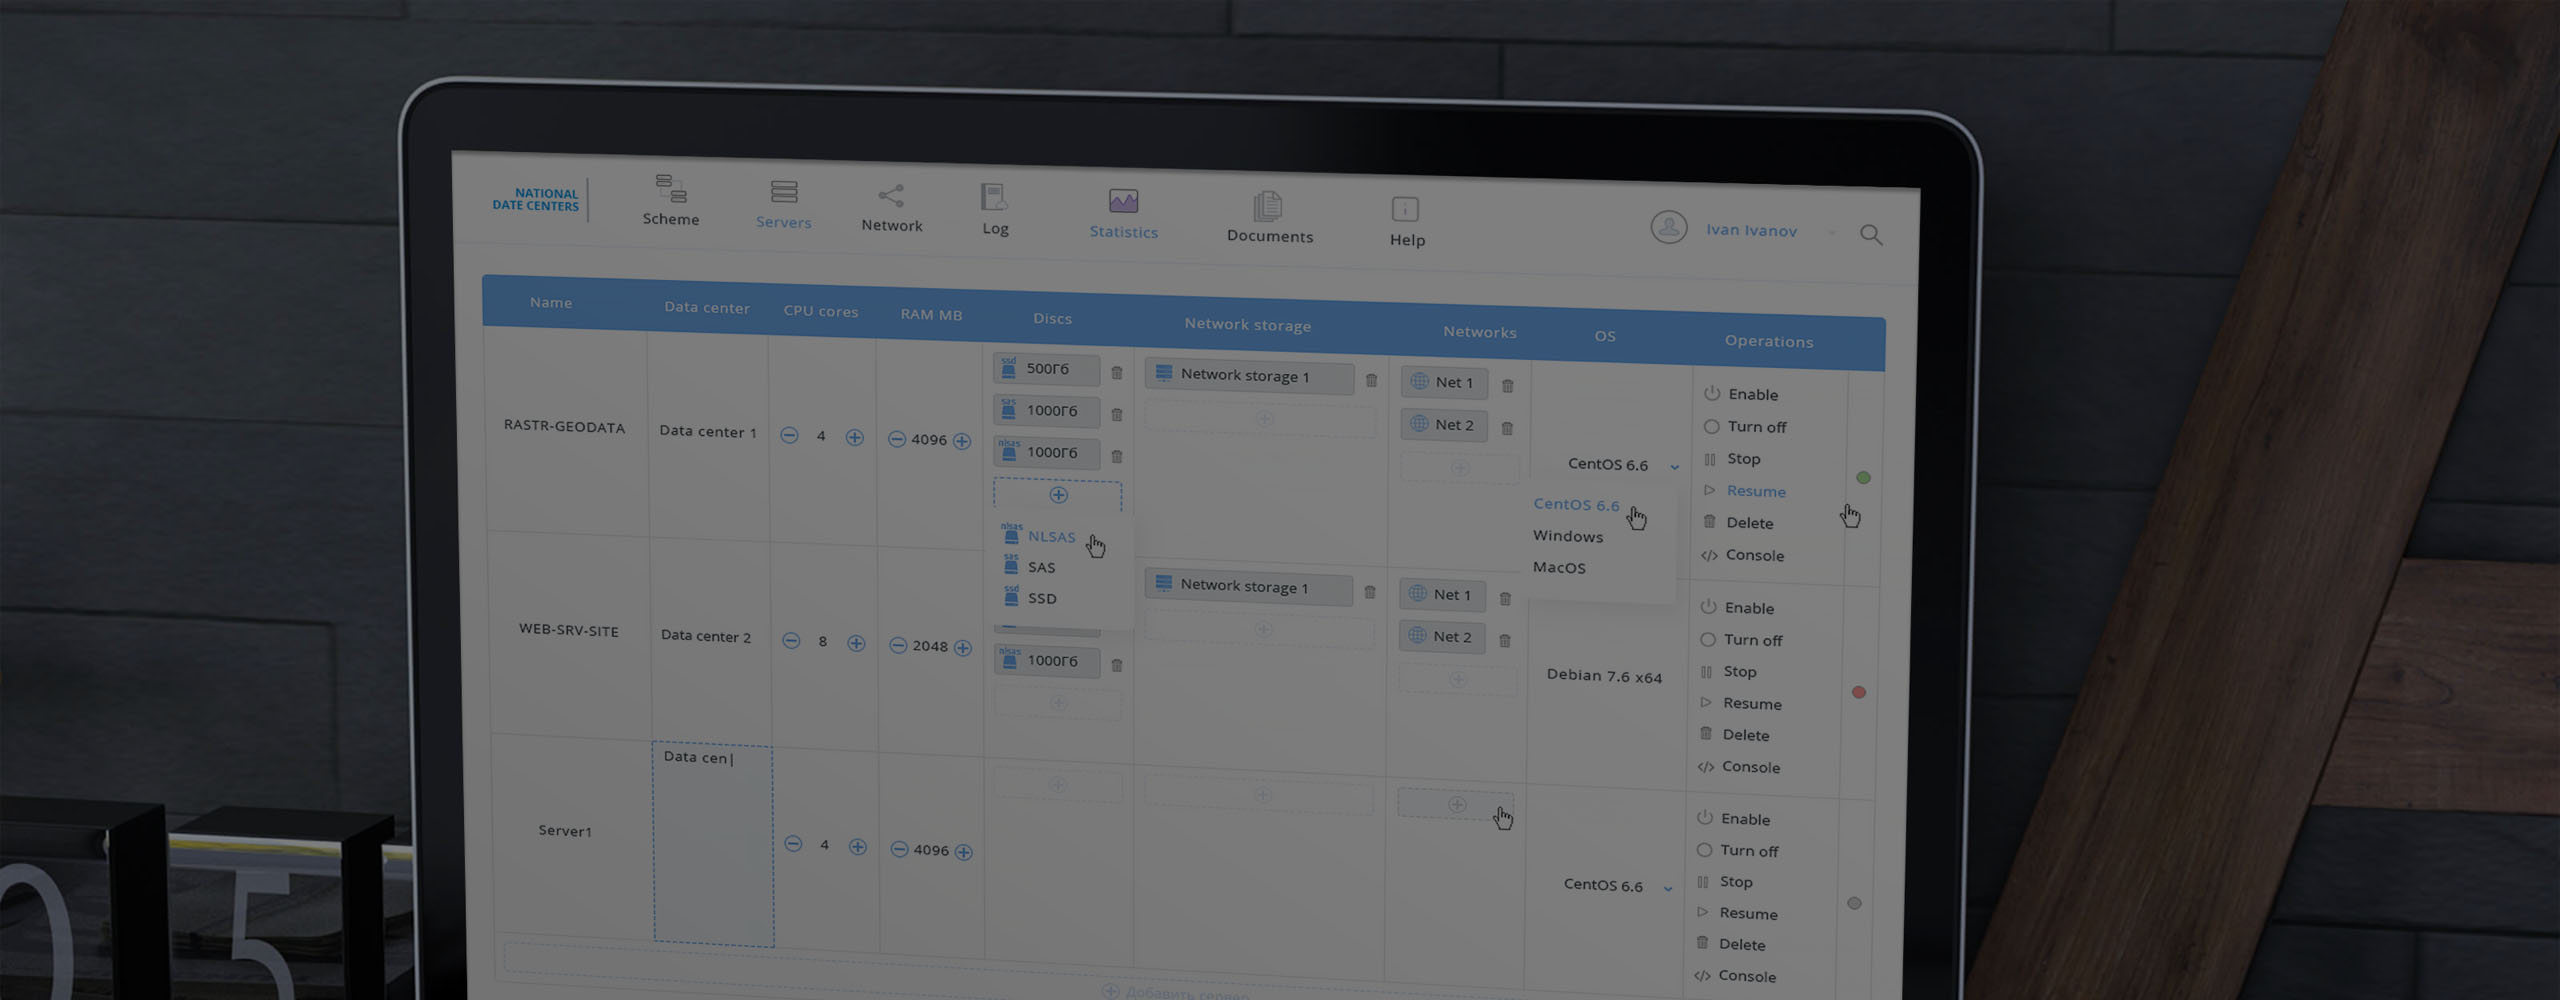 NATIONAL
DATE CENTERS
Scheme
Servers
Network
Log
Statistics
Documents
Help
Ivan Ivanov
Name
Data center
CPU cores
RAM MB
Discs
Network storage
Networks
OS
Operations
RASTR-GEODATA
Data center 1
4
4096
ssd
500Гб
sas
1000Гб
nlsas
1000Гб
nlsas
NLSAS
sas
SAS
ssd
SSD
Network storage 1
Net 1
Net 2
CentOS 6.6
CentOS 6.6
Windows
MacOS
Enable
Turn off
Stop
Resume
Delete
Console
WEB-SRV-SITE
Data center 2
8
2048
nlsas
1000Гб
Network storage 1
Net 1
Net 2
Debian 7.6 x64
Enable
Turn off
Stop
Resume
Delete
Console
Server1
Data cen
4
4096
CentOS 6.6
Enable
Turn off
Stop
Resume
Delete
Console
Добавить сервер
5